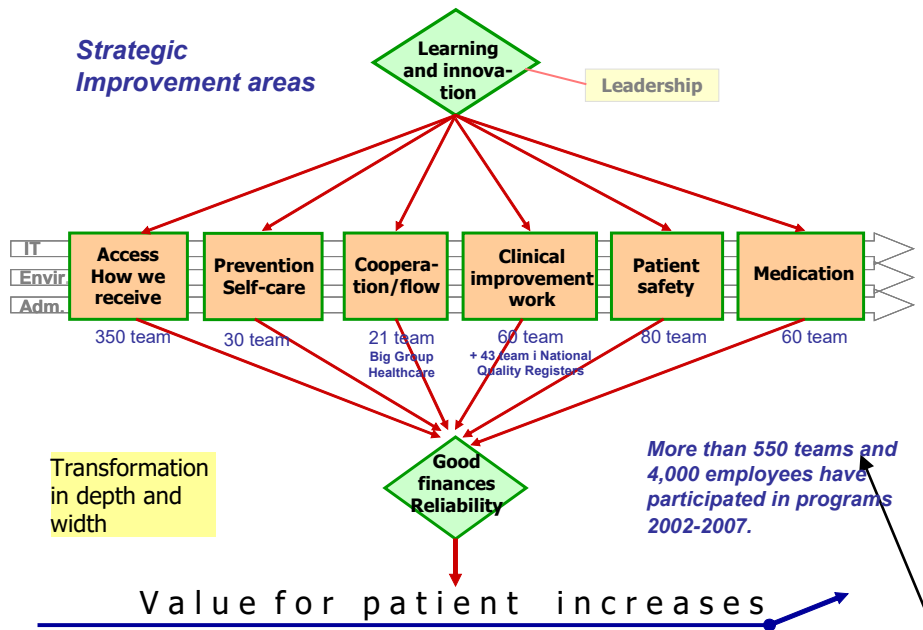 Strategic
Improvement areas
Learning
and innova-
tion
Leadership
IT
Envir.
Adm.
Access
How we
receive
Prevention
Self-care
Coopera-
tion/flow
Clinical
improvement
work
Patient
safety
Medication
350 team
30 team
21 team
Big Group
Healthcare
60 team
+ 43 team i National
Quality Registers
80 team
60 team
Transformation
in depth and
width
Good
finances
Reliability
More than 550 teams and
4,000 employees have
participated in programs
2002-2007.
Value for patient increases